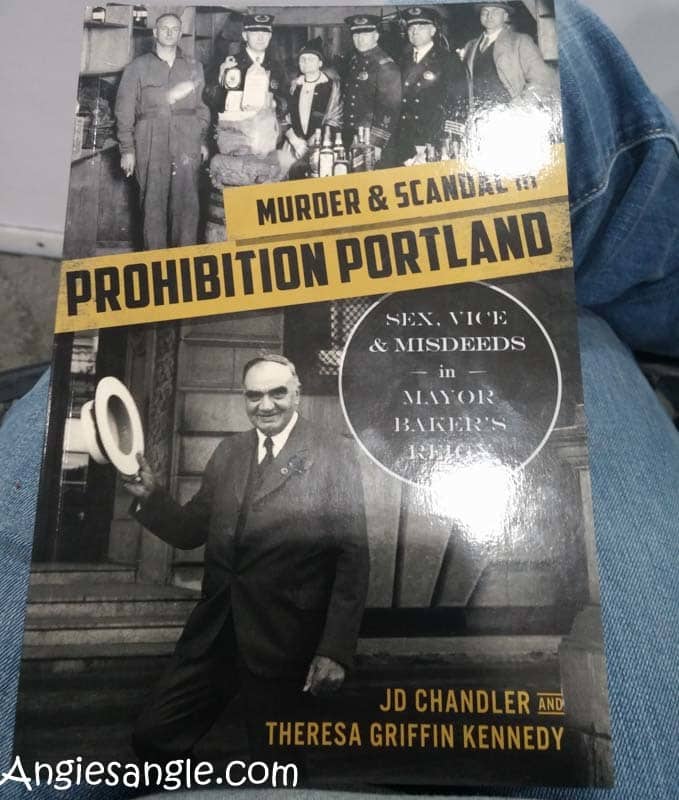 MURDER & SCANDAL in
PROHIBITION PORTLAND
SEX, VICE
& MISDEEDS
in
MAYOR
BAKER'S
REIGN
JD CHANDLER AND
THERESA GRIFFIN KENNEDY
Angiesangle.com